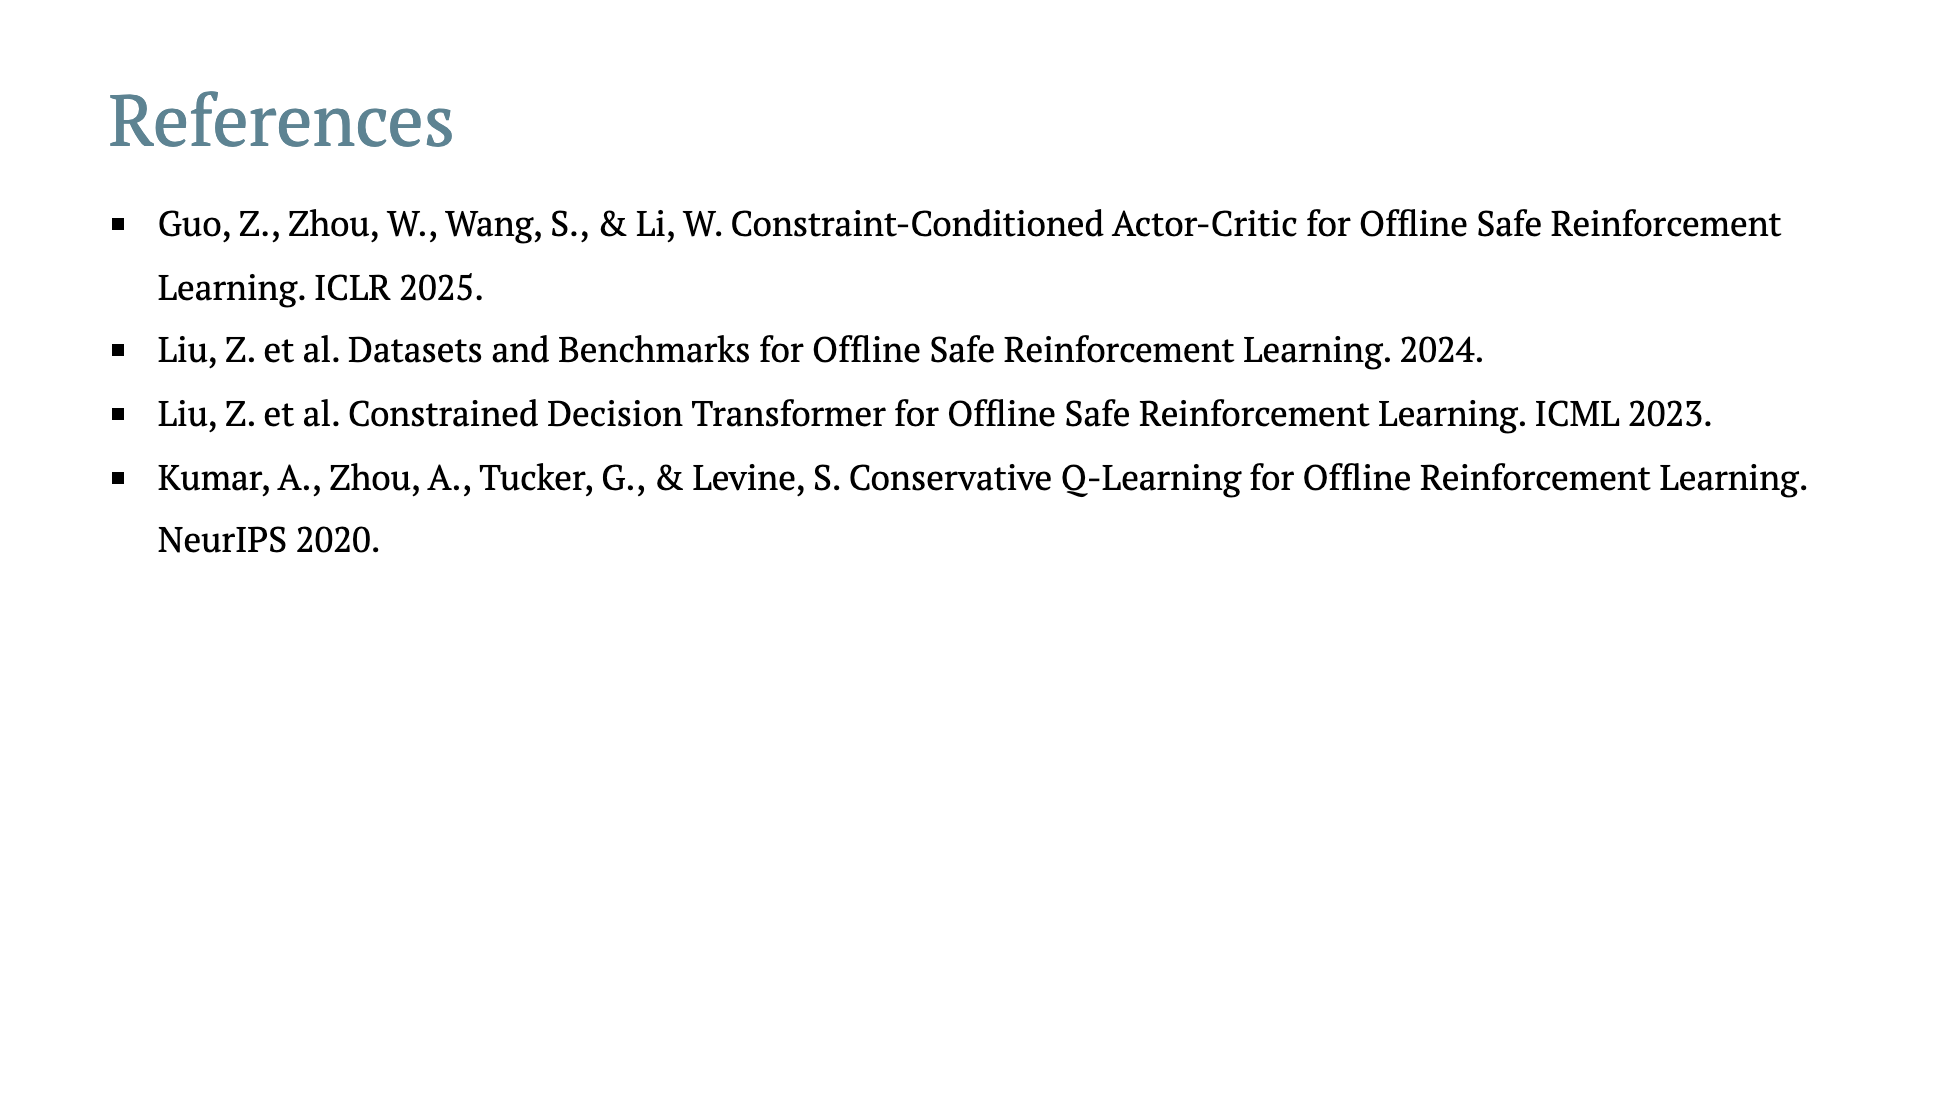 References
▪ Guo, Z., Zhou, W., Wang, S., & Li, W. Constraint-Conditioned Actor-Critic for Offline Safe Reinforcement
Learning. ICLR 2025.
▪ Liu, Z. et al. Datasets and Benchmarks for Offline Safe Reinforcement Learning. 2024.
▪ Liu, Z. et al. Constrained Decision Transformer for Offline Safe Reinforcement Learning. ICML 2023.
▪ Kumar, A., Zhou, A., Tucker, G., & Levine, S. Conservative Q-Learning for Offline Reinforcement Learning.
NeurIPS 2020.